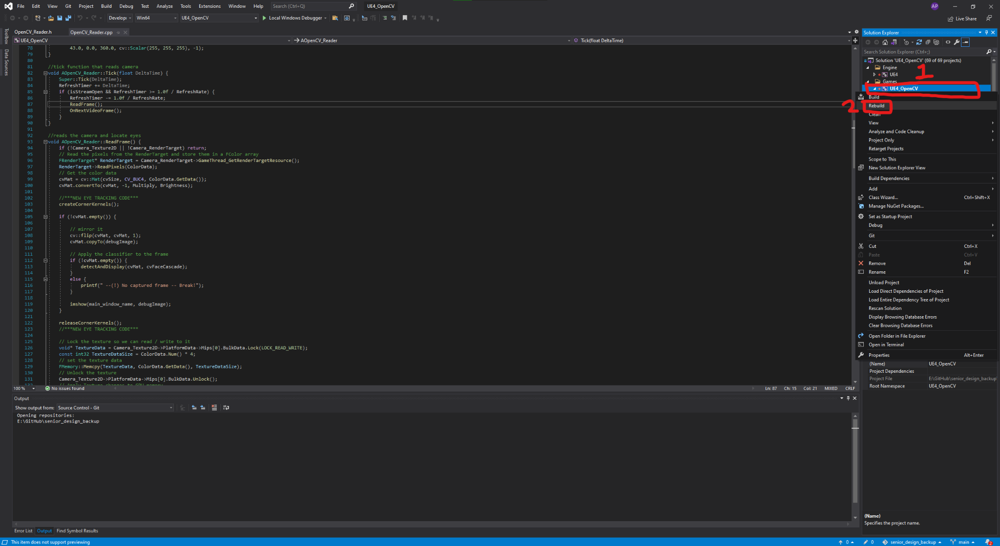 File Edit View Git Project Build Debug Test Analyze Tools Extensions Window Help Search (Ctrl+Q) UE4_OpenCV AP
Develop Win64 UE4_OpenCV Local Windows Debugger Live Share
Toolbox
Data Sources
OpenCV_Reader.h OpenCV_Reader.cpp
UE4_OpenCV AOpenCV_Reader Tick(float DeltaTime)
78 43.0, 0.0, 360.0, cv::Scalar(255, 255, 255), -1);
79 }
80
81 //tick function that reads camera
82 void AOpenCV_Reader::Tick(float DeltaTime) {
83 Super::Tick(DeltaTime);
84 RefreshTimer += DeltaTime;
85 if (isStreamOpen && RefreshTimer >= 1.0f / RefreshRate) {
86 RefreshTimer -= 1.0f / RefreshRate;
87 ReadFrame();
88 OnNextVideoFrame();
89 }
90 }
91
92 //reads the camera and locate eyes
93 void AOpenCV_Reader::ReadFrame() {
94 if (!Camera_Texture2D || !Camera_RenderTarget) return;
95 // Read the pixels from the RenderTarget and store them in a FColor array
96 FRenderTarget* RenderTarget = Camera_RenderTarget->GameThread_GetRenderTargetResource();
97 RenderTarget->ReadPixels(ColorData);
98 // Get the color data
99 cvMat = cv::Mat(cvSize, CV_8UC4, ColorData.GetData());
100 cvMat.convertTo(cvMat, -1, Multiply, Brightness);
101
102 //***NEW EYE TRACKING CODE***
103 createCornerKernels();
104
105 if (!cvMat.empty()) {
106
107 // mirror it
108 cv::flip(cvMat, cvMat, 1);
109 cvMat.copyTo(debugImage);
110
111 // Apply the classifier to the frame
112 if (!cvMat.empty()) {
113 detectAndDisplay(cvMat, cvFaceCascade);
114 }
115 else {
116 printf(" --(!) No captured frame -- Break!");
117 }
118
119 imshow(main_window_name, debugImage);
120 }
121
122 releaseCornerKernels();
123 //***NEW EYE TRACKING CODE***
124
125 // Lock the texture so we can read / write to it
126 void* TextureData = Camera_Texture2D->PlatformData->Mips[0].BulkData.Lock(LOCK_READ_WRITE);
127 const int32 TextureDataSize = ColorData.Num() * 4;
128 // set the texture data
129 FMemory::Memcpy(TextureData, ColorData.GetData(), TextureDataSize);
130 // Unlock the texture
131 Camera_Texture2D->PlatformData->Mips[0].BulkData.Unlock();
132 // Apply Texture changes to GPU memory
100 % No issues found Ln: 87 Ch: 15 Col: 21 MIXED CRLF
Output
Show output from: Source Control - Git
Opening repositories:
E:\GitHub\senior_design_backup
Error List Output Find Symbol Results
Solution Explorer
Search Solution Explorer (Ctrl+;)
Solution 'UE4_OpenCV' (69 of 69 projects)
Engine
UE4
1
Games
UE4_OpenCV
Build
2 Rebuild
Clean
View
Analyze and Code Cleanup
Project Only
Retarget Projects
Scope to This
New Solution Explorer View
Build Dependencies
Add
Class Wizard... Ctrl+Shift+X
Manage NuGet Packages...
Set as Startup Project
Debug
Git
Cut Ctrl+X
Paste Ctrl+V
Remove Del
Rename F2
Unload Project
Load Direct Dependencies of Project
Load Entire Dependency Tree of Project
Rescan Solution
Display Browsing Database Errors
Clear Browsing Database Errors
Open Folder in File Explorer
Open in Terminal
Properties Alt+Enter
(Name) UE4_OpenCV
Project Dependencies
Project File E:\GitHub\senior_design_backup\
Root Namespace UE4_OpenCV
(Name)
Specifies the project name.
This item does not support previewing 0 0 senior_design_backup main 2